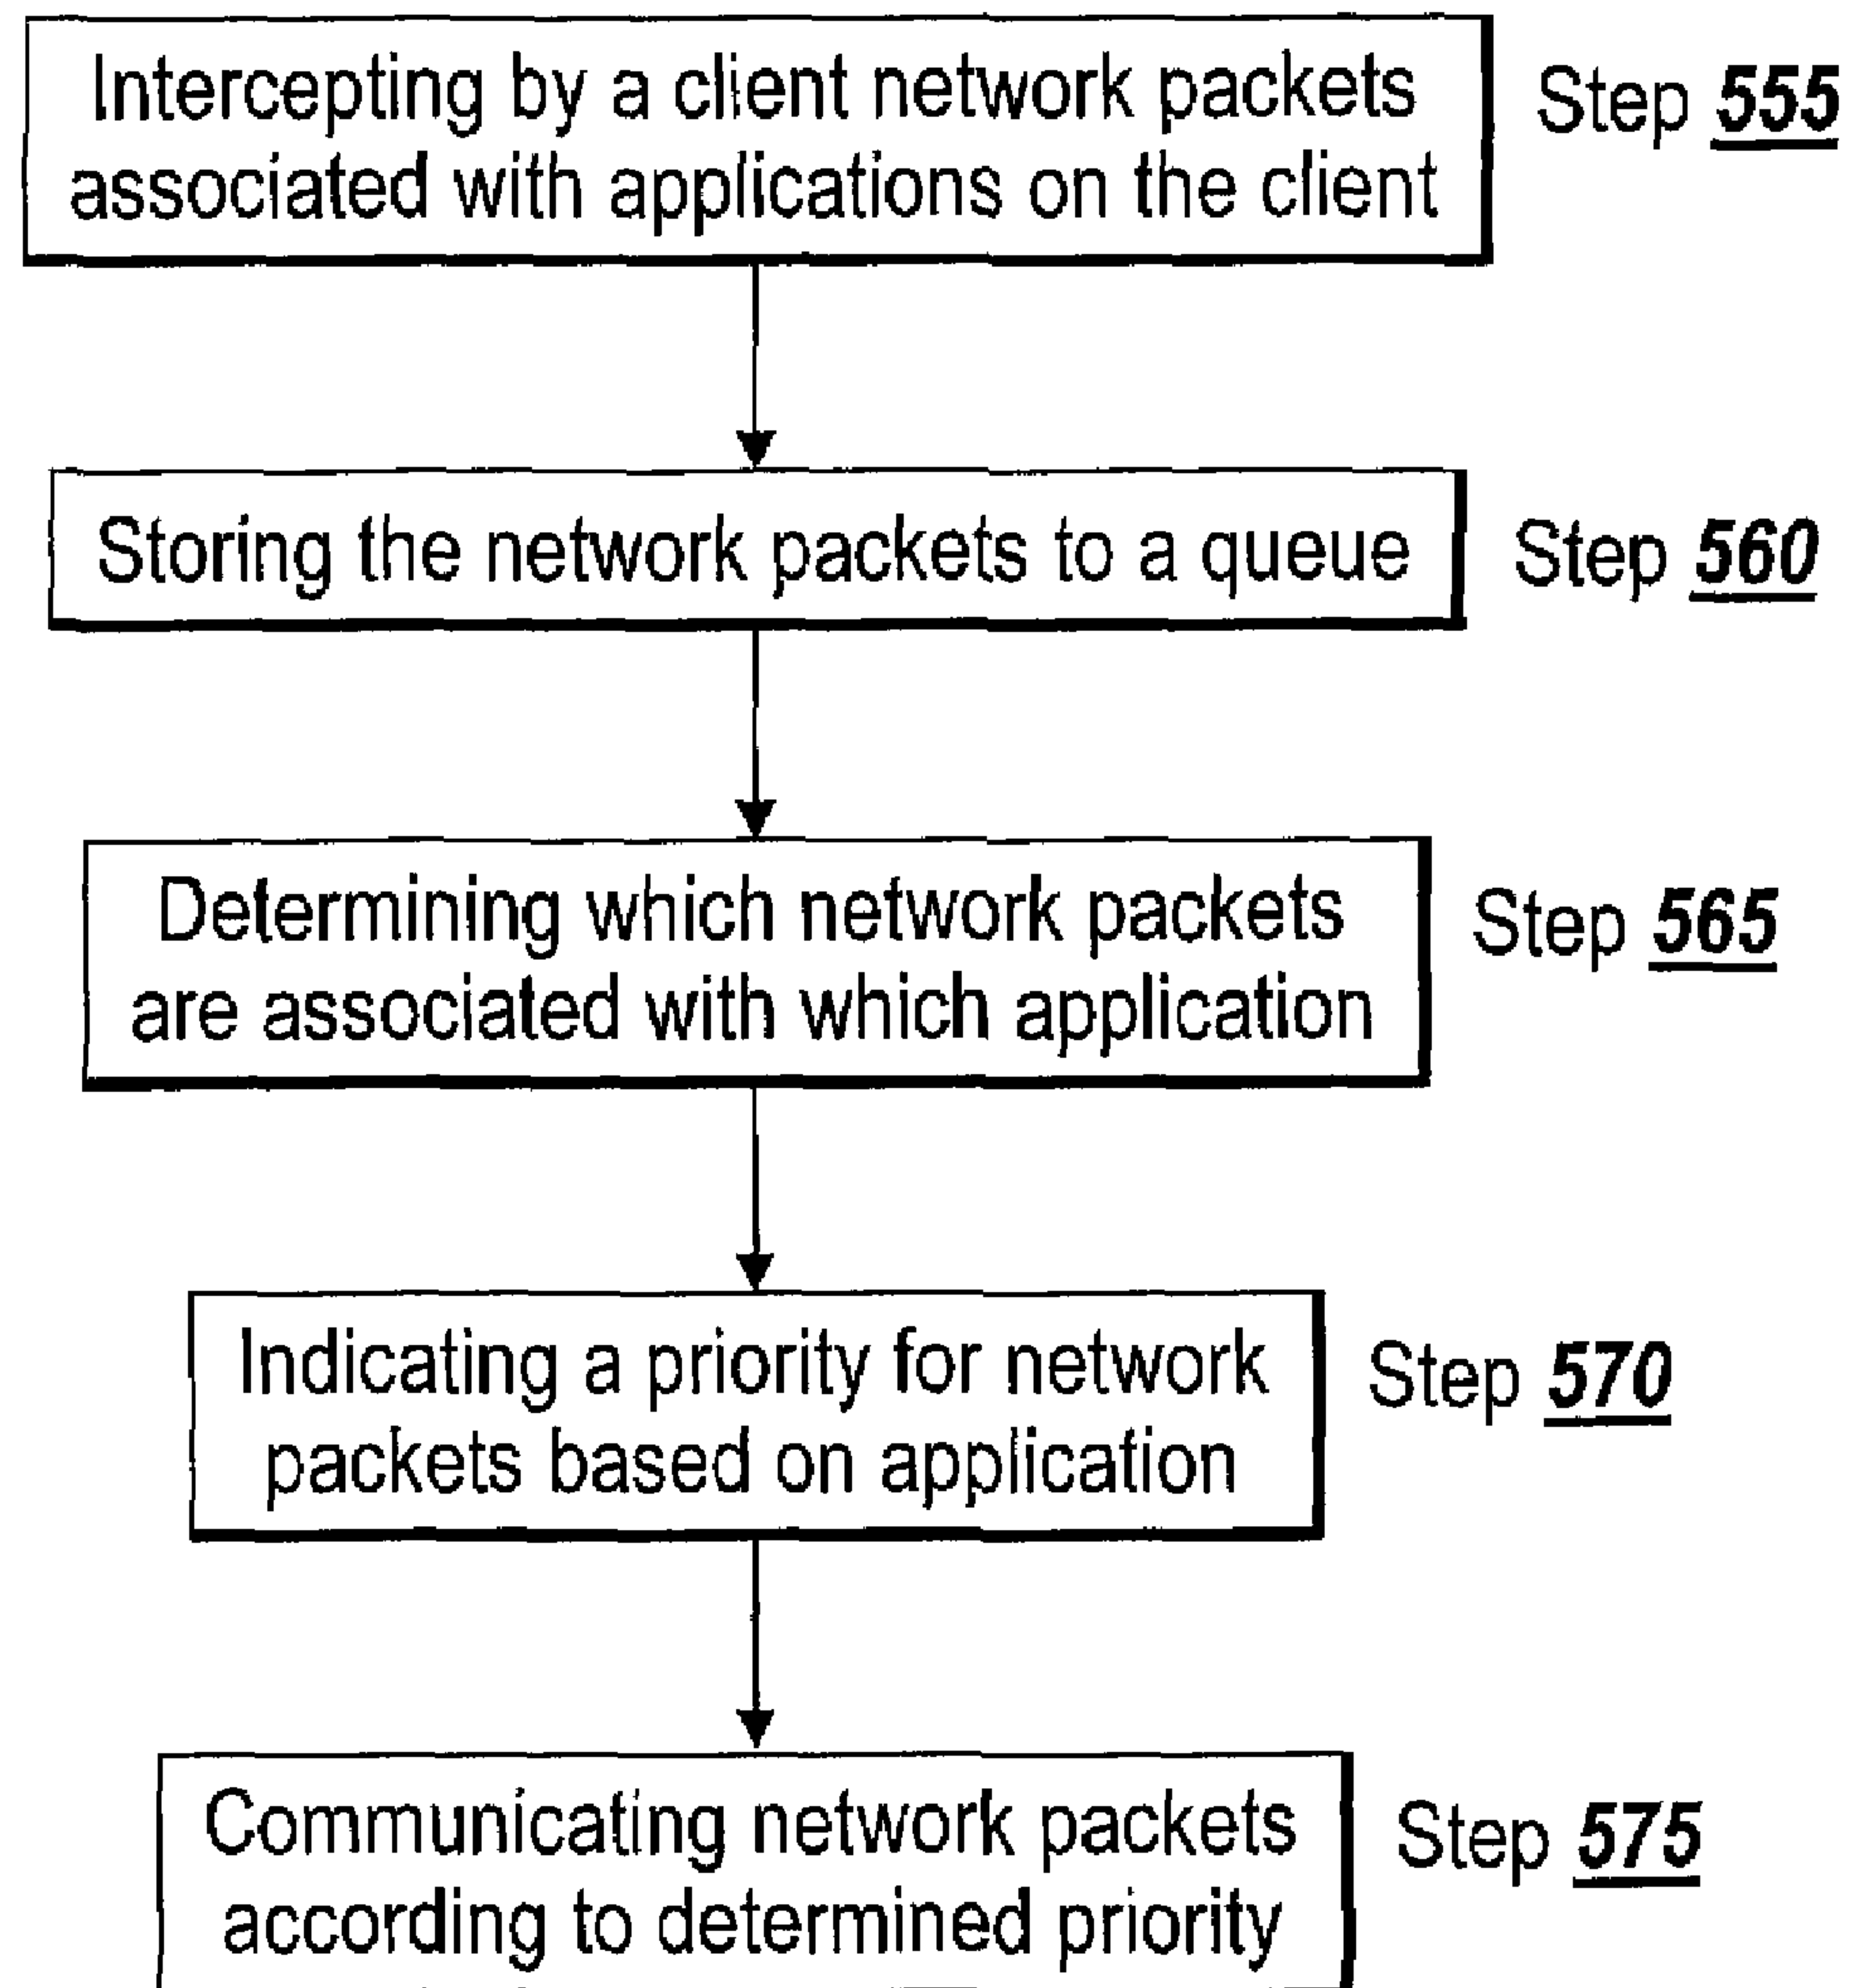 Intercepting by a client network packets
associated with applications on the client
Step 555
Storing the network packets to a queue
Step 560
Determining which network packets
are associated with which application
Step 565
Indicating a priority for network
packets based on application
Step 570
Communicating network packets
according to determined priority
Step 575